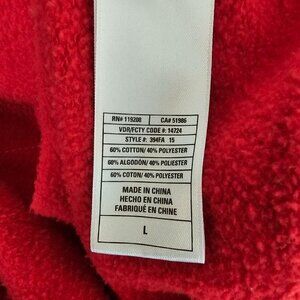 RN# 119208 CA# 51986
VDR/FCTY CODE #: 14724
STYLE #: 394FA 15
60% COTTON/ 40% POLYESTER
60% ALGODÓN/ 40% POLIESTER
60% COTON/ 40% POLYESTER
MADE IN CHINA
HECHO EN CHINA
FABRIQUÉ EN CHINE
L